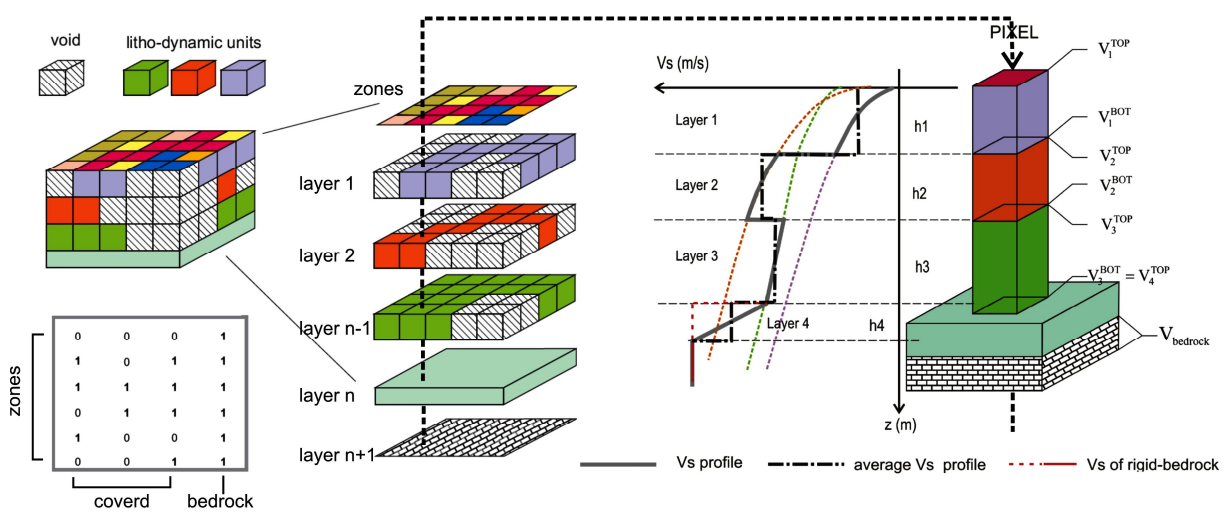 void
litho-dynamic units
zones
layer 1
layer 2
layer n-1
layer n
layer n+1
zones
0 0 0 1
1 0 1 1
1 1 1 1
0 1 1 1
1 0 0 1
0 0 1 1
coverd
bedrock
Vs (m/s)
Layer 1
Layer 2
Layer 3
Layer 4
h1
h2
h3
h4
z (m)
PIXEL
V₁ᵀᴼᴾ
V₁ᴮᴼᵀ
V₂ᵀᴼᴾ
V₂ᴮᴼᵀ
V₃ᵀᴼᴾ
V₃ᴮᴼᵀ = V₄ᵀᴼᴾ
V bedrock
Vs profile
average Vs profile
Vs of rigid-bedrock